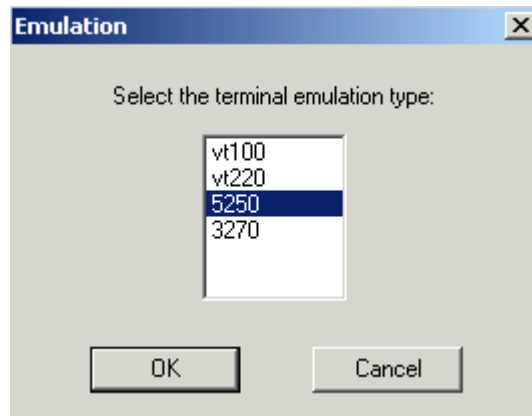 Emulation
Select the terminal emulation type:
vt100
vt220
5250
3270
OK
Cancel